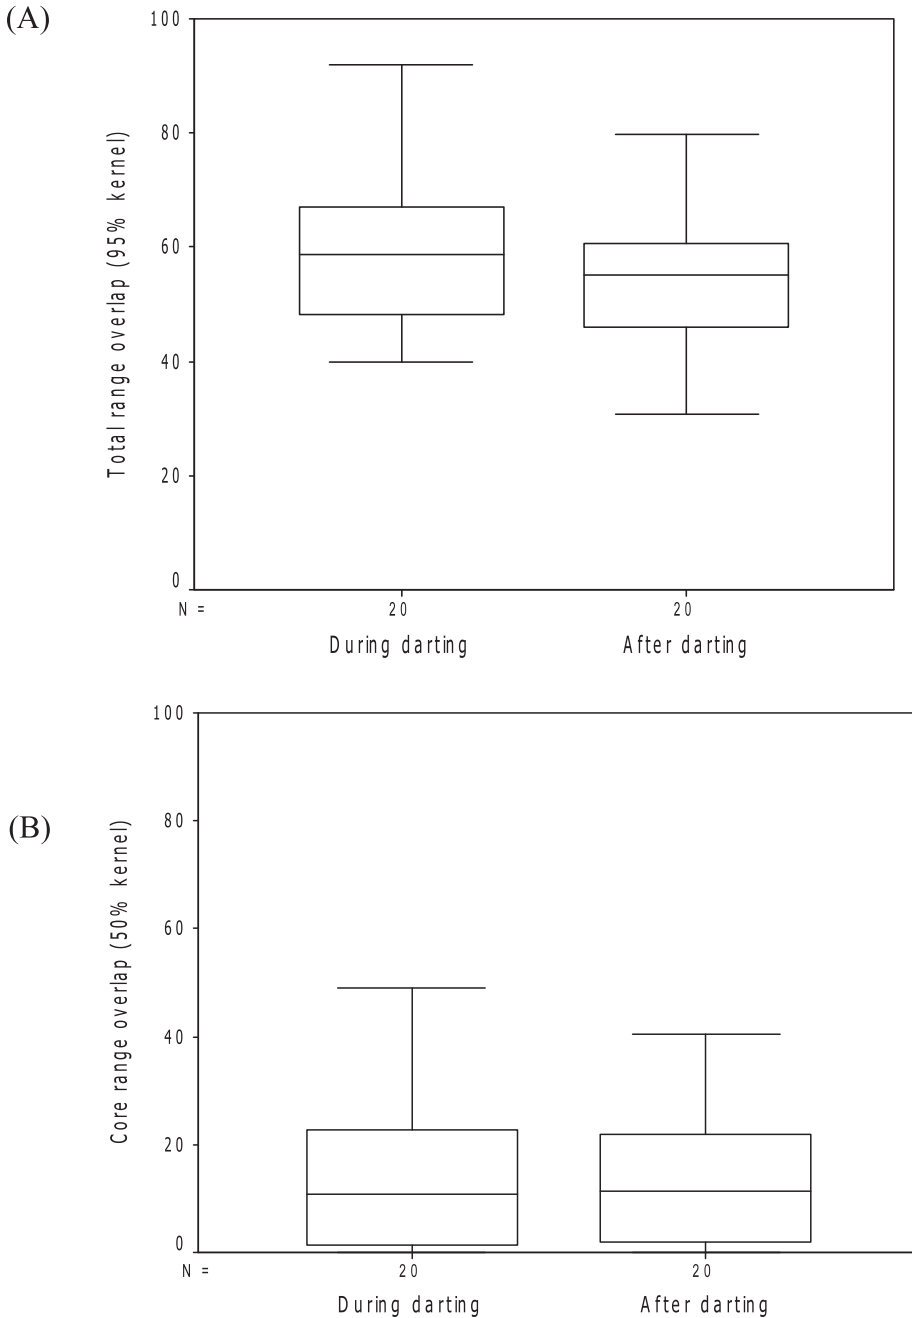 (A)
Total range overlap (95% kernel)
100
80
60
40
20
0
N = 20 20
During darting After darting
(B)
Core range overlap (50% kernel)
100
80
60
40
20
0
N = 20 20
During darting After darting